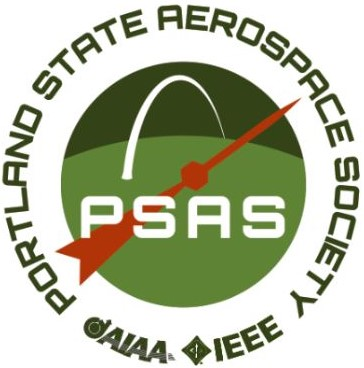 PORTLAND STATE AEROSPACE SOCIETY
PSAS
AIAA IEEE